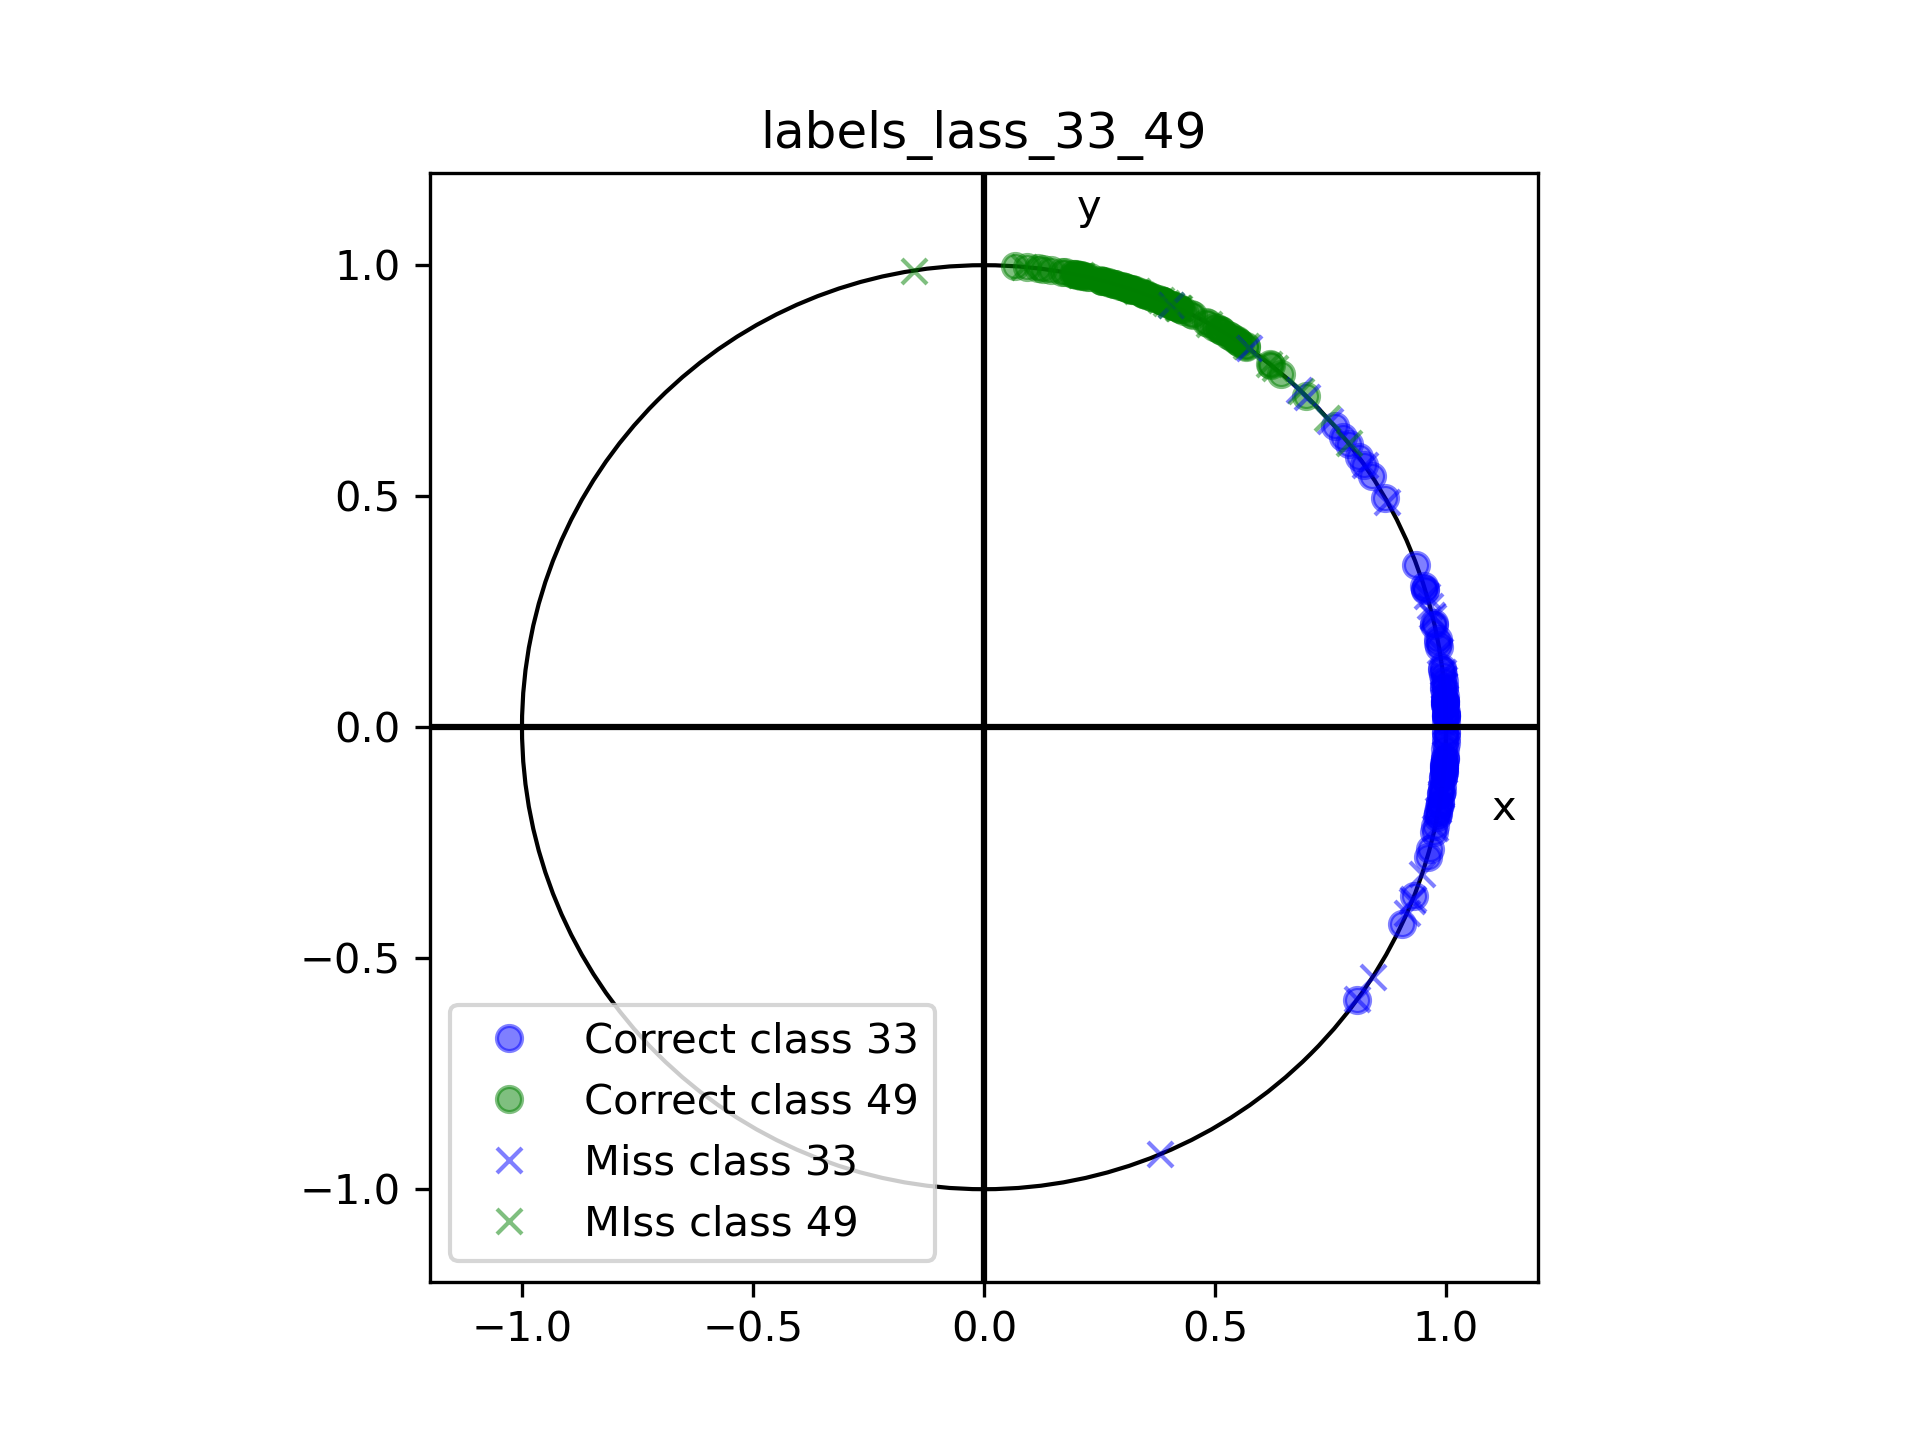 labels_lass_33_49
y
1.0
0.5
0.0
x
−0.5
−1.0
Correct class 33
Correct class 49
Miss class 33
MIss class 49
−1.0 −0.5 0.0 0.5 1.0